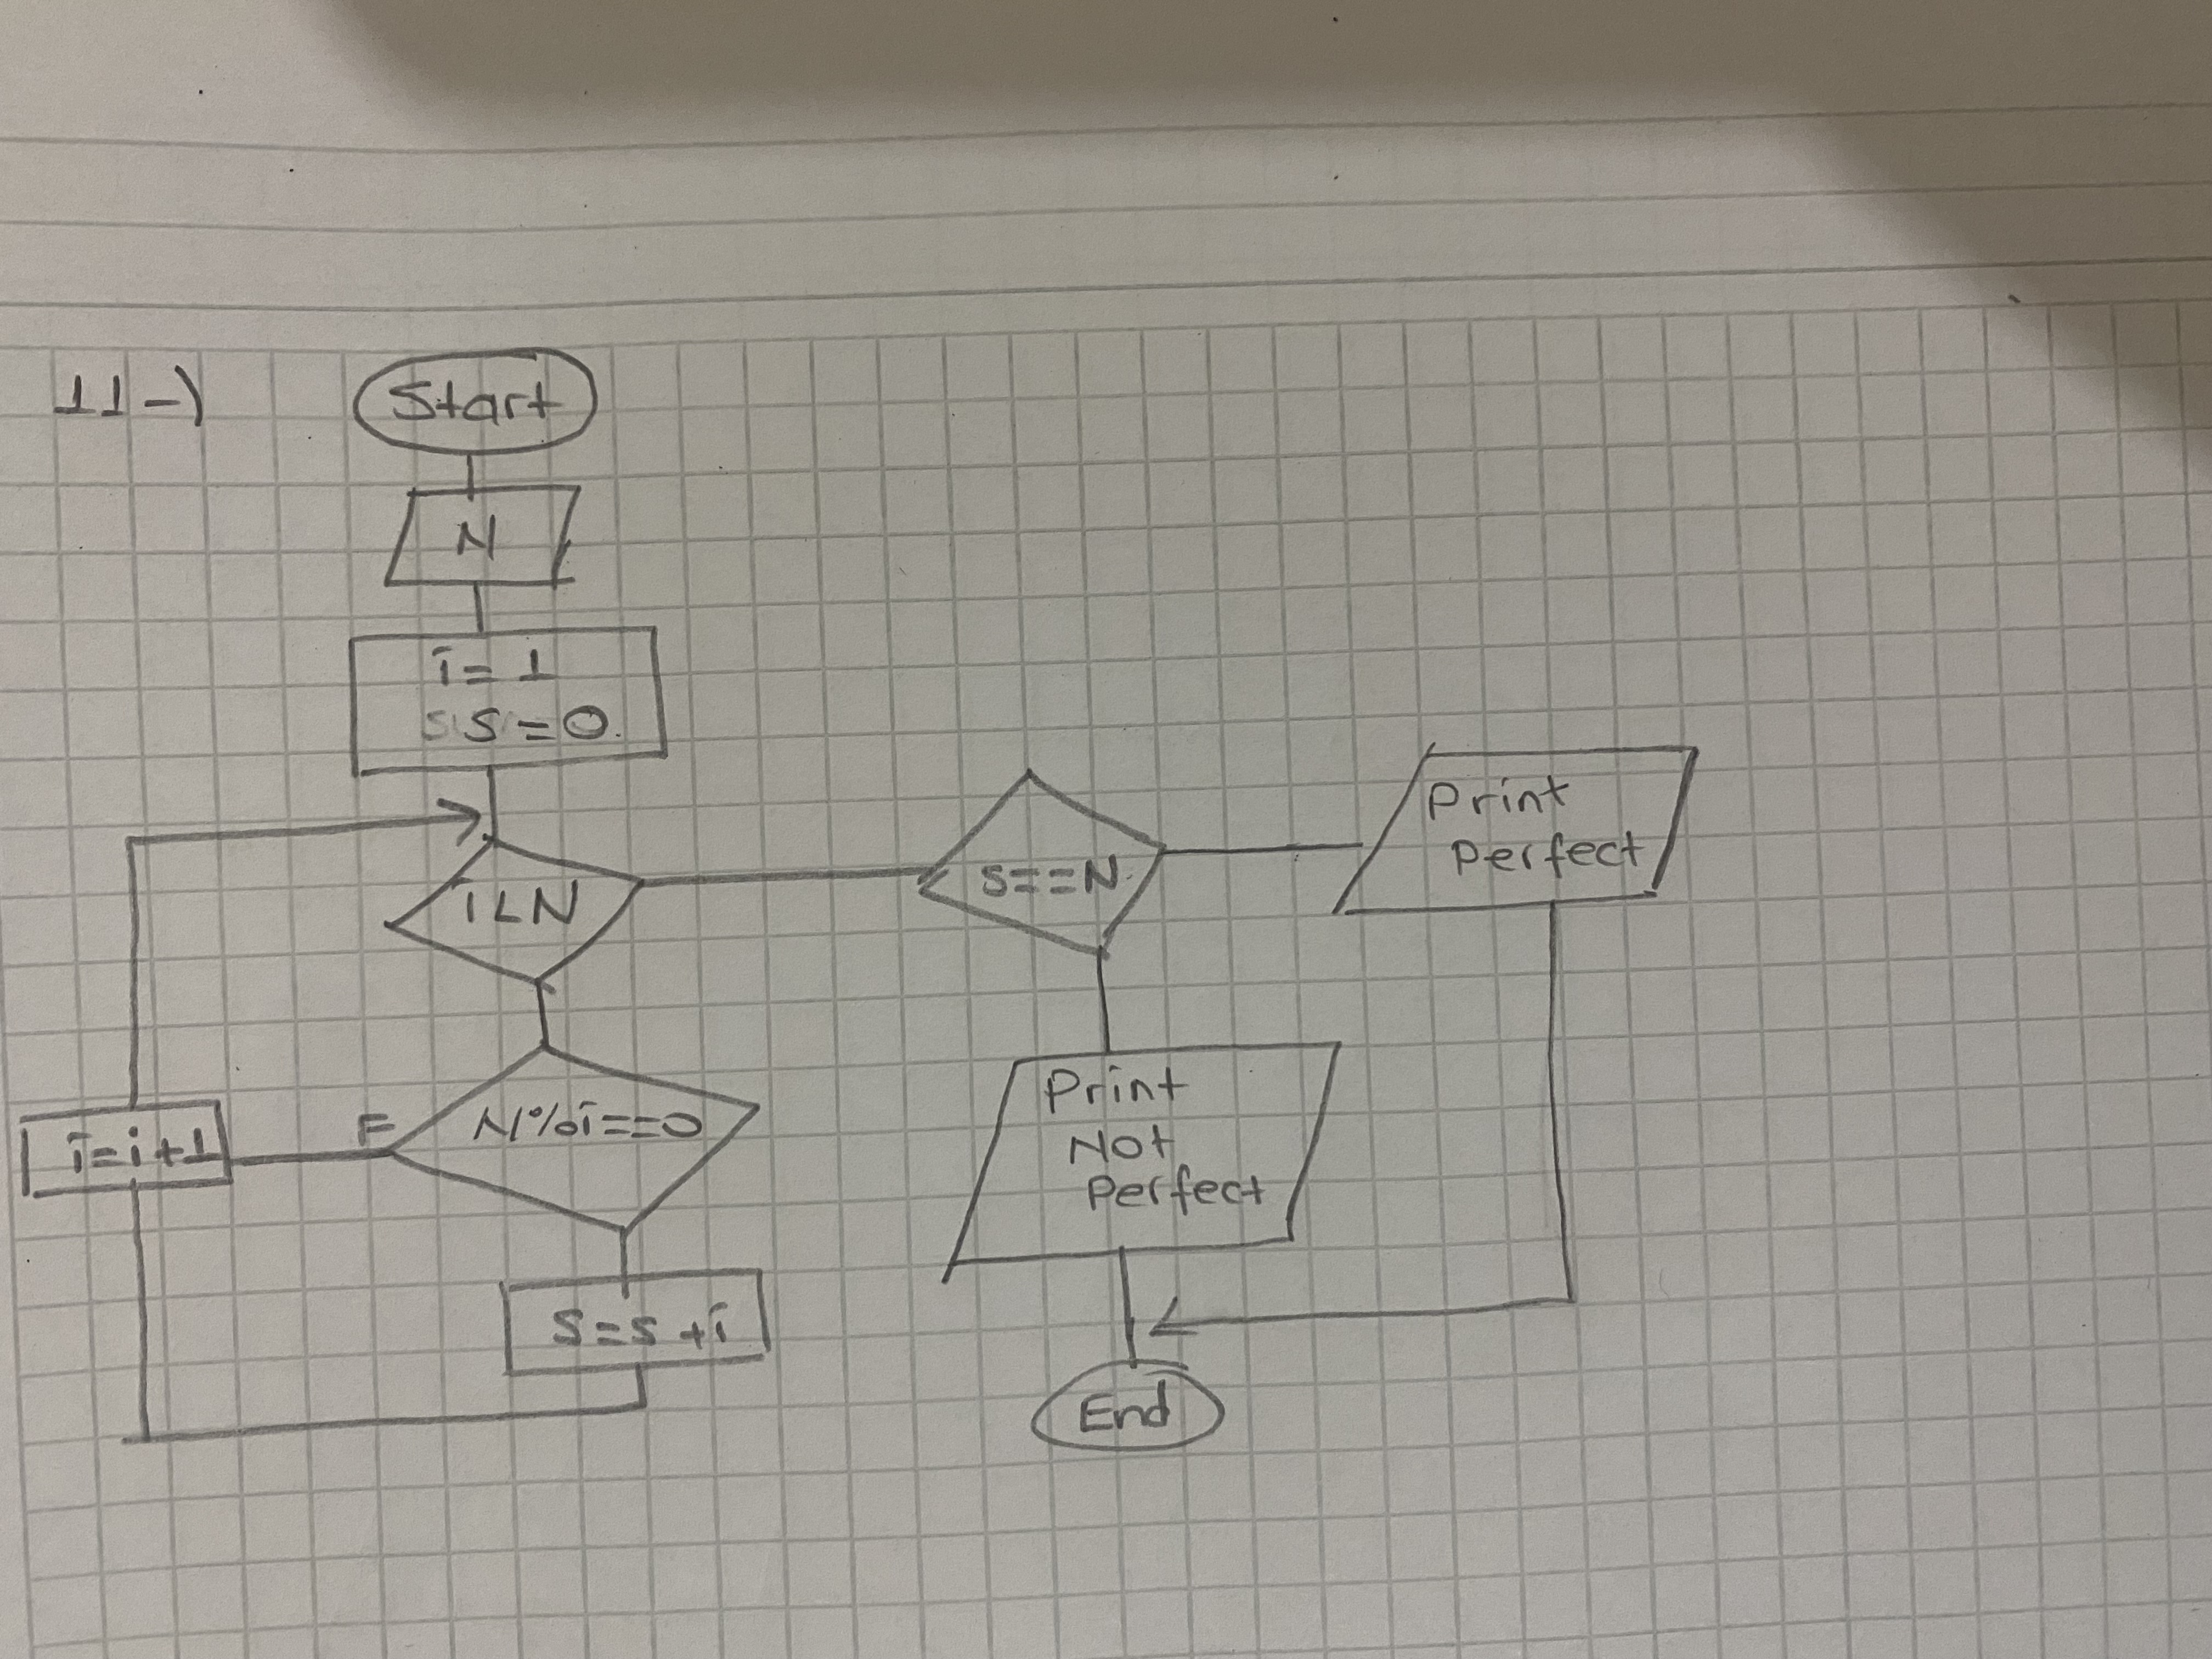 11-)
Start
N
i=1
s=0
i<N
s==N
Print
Perfect
N%i==0
F
i=i+1
s=s+i
Print
Not
Perfect
End